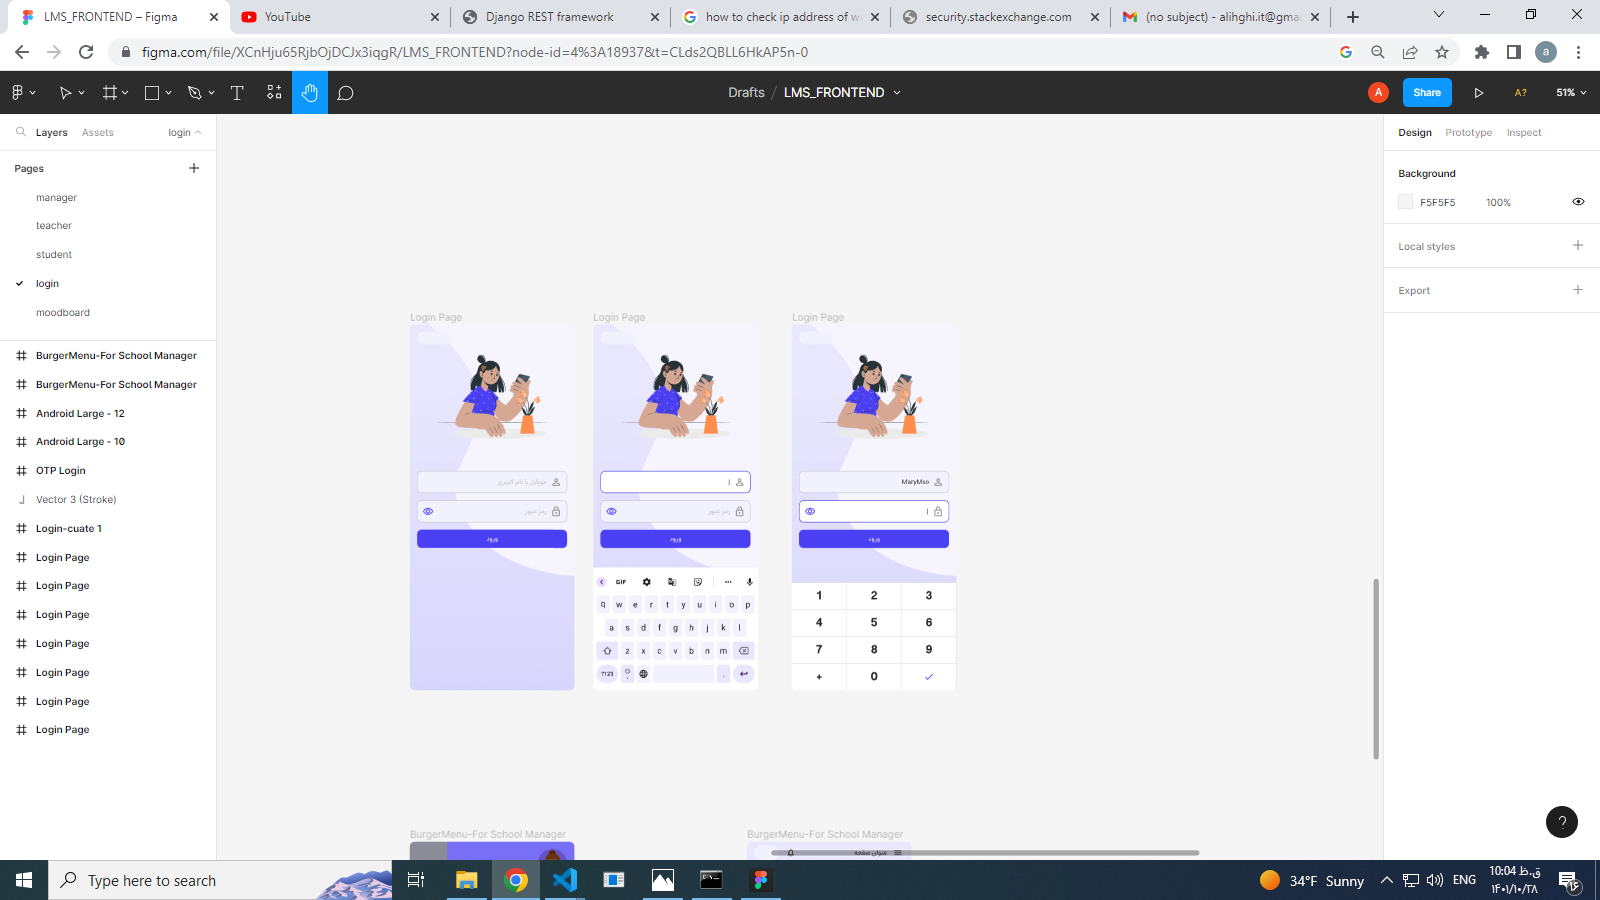 LMS_FRONTEND – Figma
YouTube
Django REST framework
how to check ip address of we
security.stackexchange.com
(no subject) - alihghi.it@gma
figma.com/file/XCnHju65RjbOjDCJx3iqgR/LMS_FRONTEND?node-id=4%3A18937&t=CLds2QBLL6HkAP5n-0
a
Drafts / LMS_FRONTEND
A
Share
A?
51%
Layers
Assets
login
Pages
manager
teacher
student
login
moodboard
BurgerMenu-For School Manager
BurgerMenu-For School Manager
Android Large - 12
Android Large - 10
OTP Login
Vector 3 (Stroke)
Login-cuate 1
Login Page
Login Page
Login Page
Login Page
Login Page
Login Page
Login Page
Login Page
موبایل یا نام کاربری
رمز عبور
ورود
Login Page
رمز عبور
ورود
GIF
q w e r t y u i o p
a s d f g h j k l
z x c v b n m
?123 , .
Login Page
MaryMso
ورود
1 2 3
4 5 6
7 8 9
+ 0
BurgerMenu-For School Manager
BurgerMenu-For School Manager
عنوان صفحه
Design
Prototype
Inspect
Background
F5F5F5
100%
Local styles
Export
?
Type here to search
34°F Sunny
ENG
10:04 ق.ظ
۱۴۰۱/۱۰/۲۸
۱۶